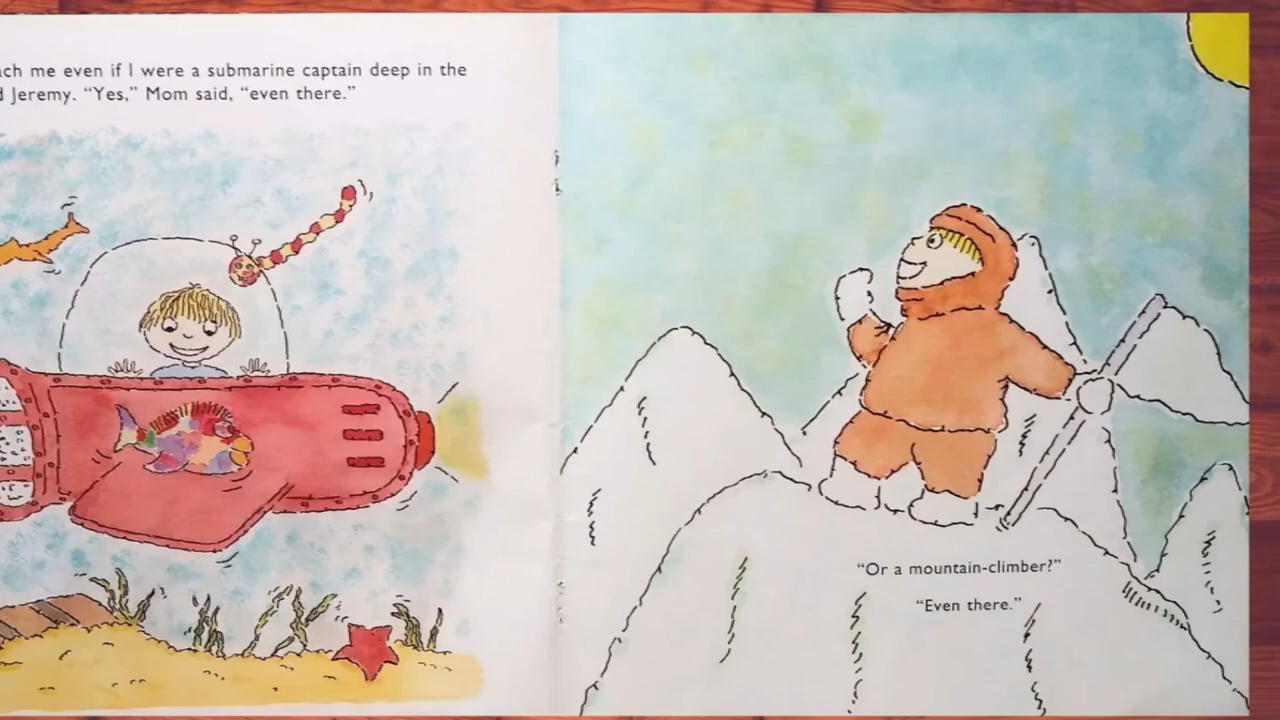 me even if I were a submarine captain deep in the
Jeremy. “Yes,” Mom said, “even there.”
“Or a mountain-climber?”
“Even there.”